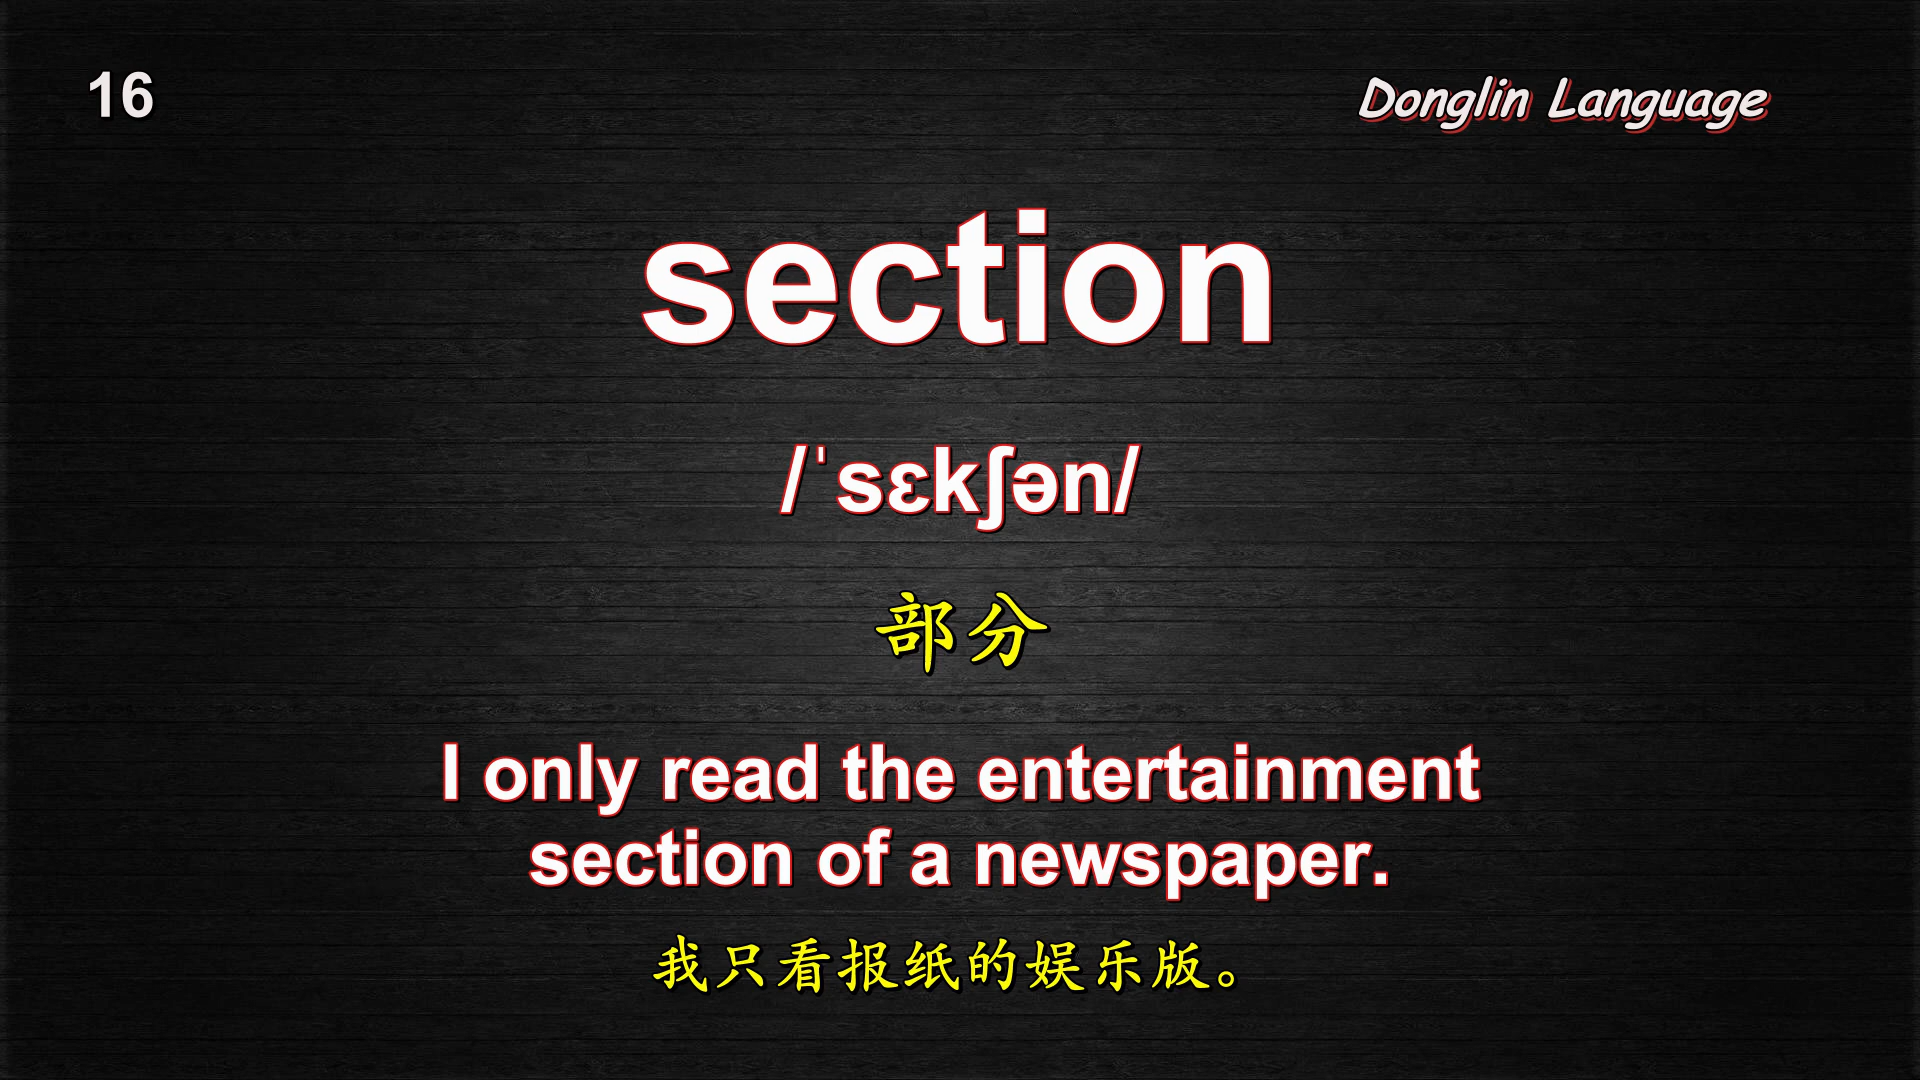 16
Donglin Language
section
/ˈsɛkʃən/
部分
I only read the entertainment
section of a newspaper.
我只看报纸的娱乐版。